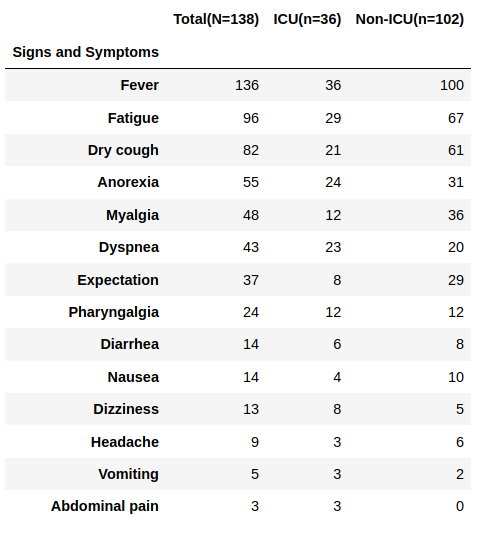 Total(N=138) ICU(n=36) Non-ICU(n=102)
Signs and Symptoms
Fever 136 36 100
Fatigue 96 29 67
Dry cough 82 21 61
Anorexia 55 24 31
Myalgia 48 12 36
Dyspnea 43 23 20
Expectation 37 8 29
Pharyngalgia 24 12 12
Diarrhea 14 6 8
Nausea 14 4 10
Dizziness 13 8 5
Headache 9 3 6
Vomiting 5 3 2
Abdominal pain 3 3 0